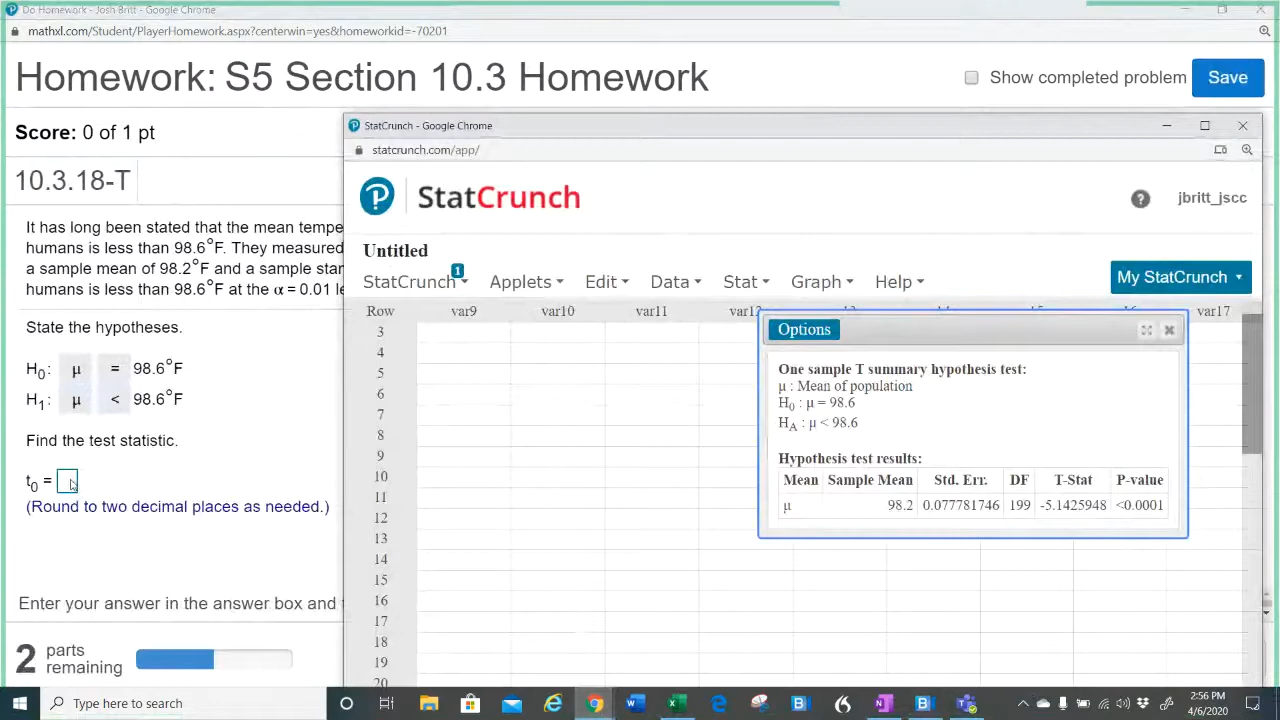 Do Homework - Josh Britt - Google Chrome
mathxl.com/Student/PlayerHomework.aspx?centerwin=yes&homeworkid=-70201
Homework: S5 Section 10.3 Homework
Show completed problem
Save
Score: 0 of 1 pt
10.3.18-T
It has long been stated that the mean tempe
humans is less than 98.6°F. They measured
a sample mean of 98.2°F and a sample stan
humans is less than 98.6°F at the α = 0.01 le
State the hypotheses.
H0: μ = 98.6°F
H1: μ < 98.6°F
Find the test statistic.
t0 =
(Round to two decimal places as needed.)
Enter your answer in the answer box and
2 parts
remaining
StatCrunch - Google Chrome
statcrunch.com/app/
P StatCrunch
? jbritt_jscc
Untitled
StatCrunch 1 Applets Edit Data Stat Graph Help
My StatCrunch
Row var9 var10 var11 var12 var17
3
4
5
6
7
8
9
10
11
12
13
14
15
16
17
18
19
20
Options
One sample T summary hypothesis test:
μ : Mean of population
H0 : μ = 98.6
HA : μ < 98.6
Hypothesis test results:
Mean Sample Mean Std. Err. DF T-Stat P-value
μ 98.2 0.077781746 199 -5.1425948 <0.0001
Type here to search
2:56 PM
4/6/2020